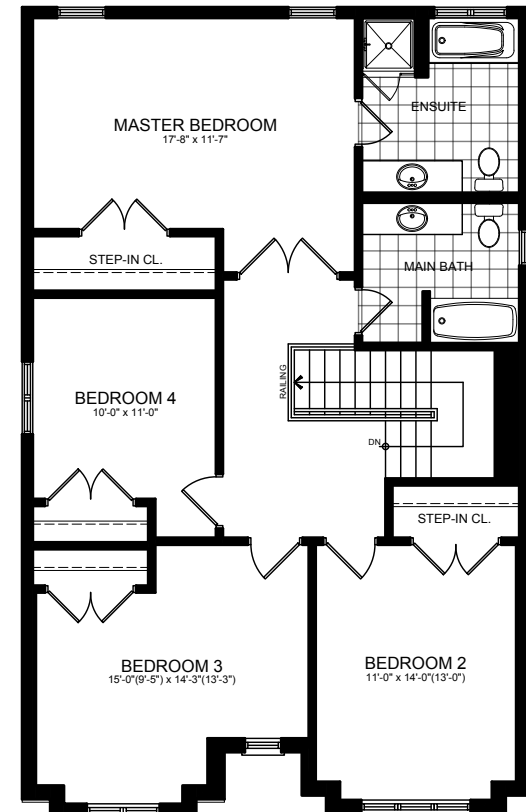 ENSUITE
MASTER BEDROOM
17'-8" x 11'-7"
STEP-IN CL.
MAIN BATH
RAILING
BEDROOM 4
10'-0" x 11'-0"
DN
STEP-IN CL.
BEDROOM 3
15'-0"(9'-5") x 14'-3"(13'-3")
BEDROOM 2
11'-0" x 14'-0"(13'-0")